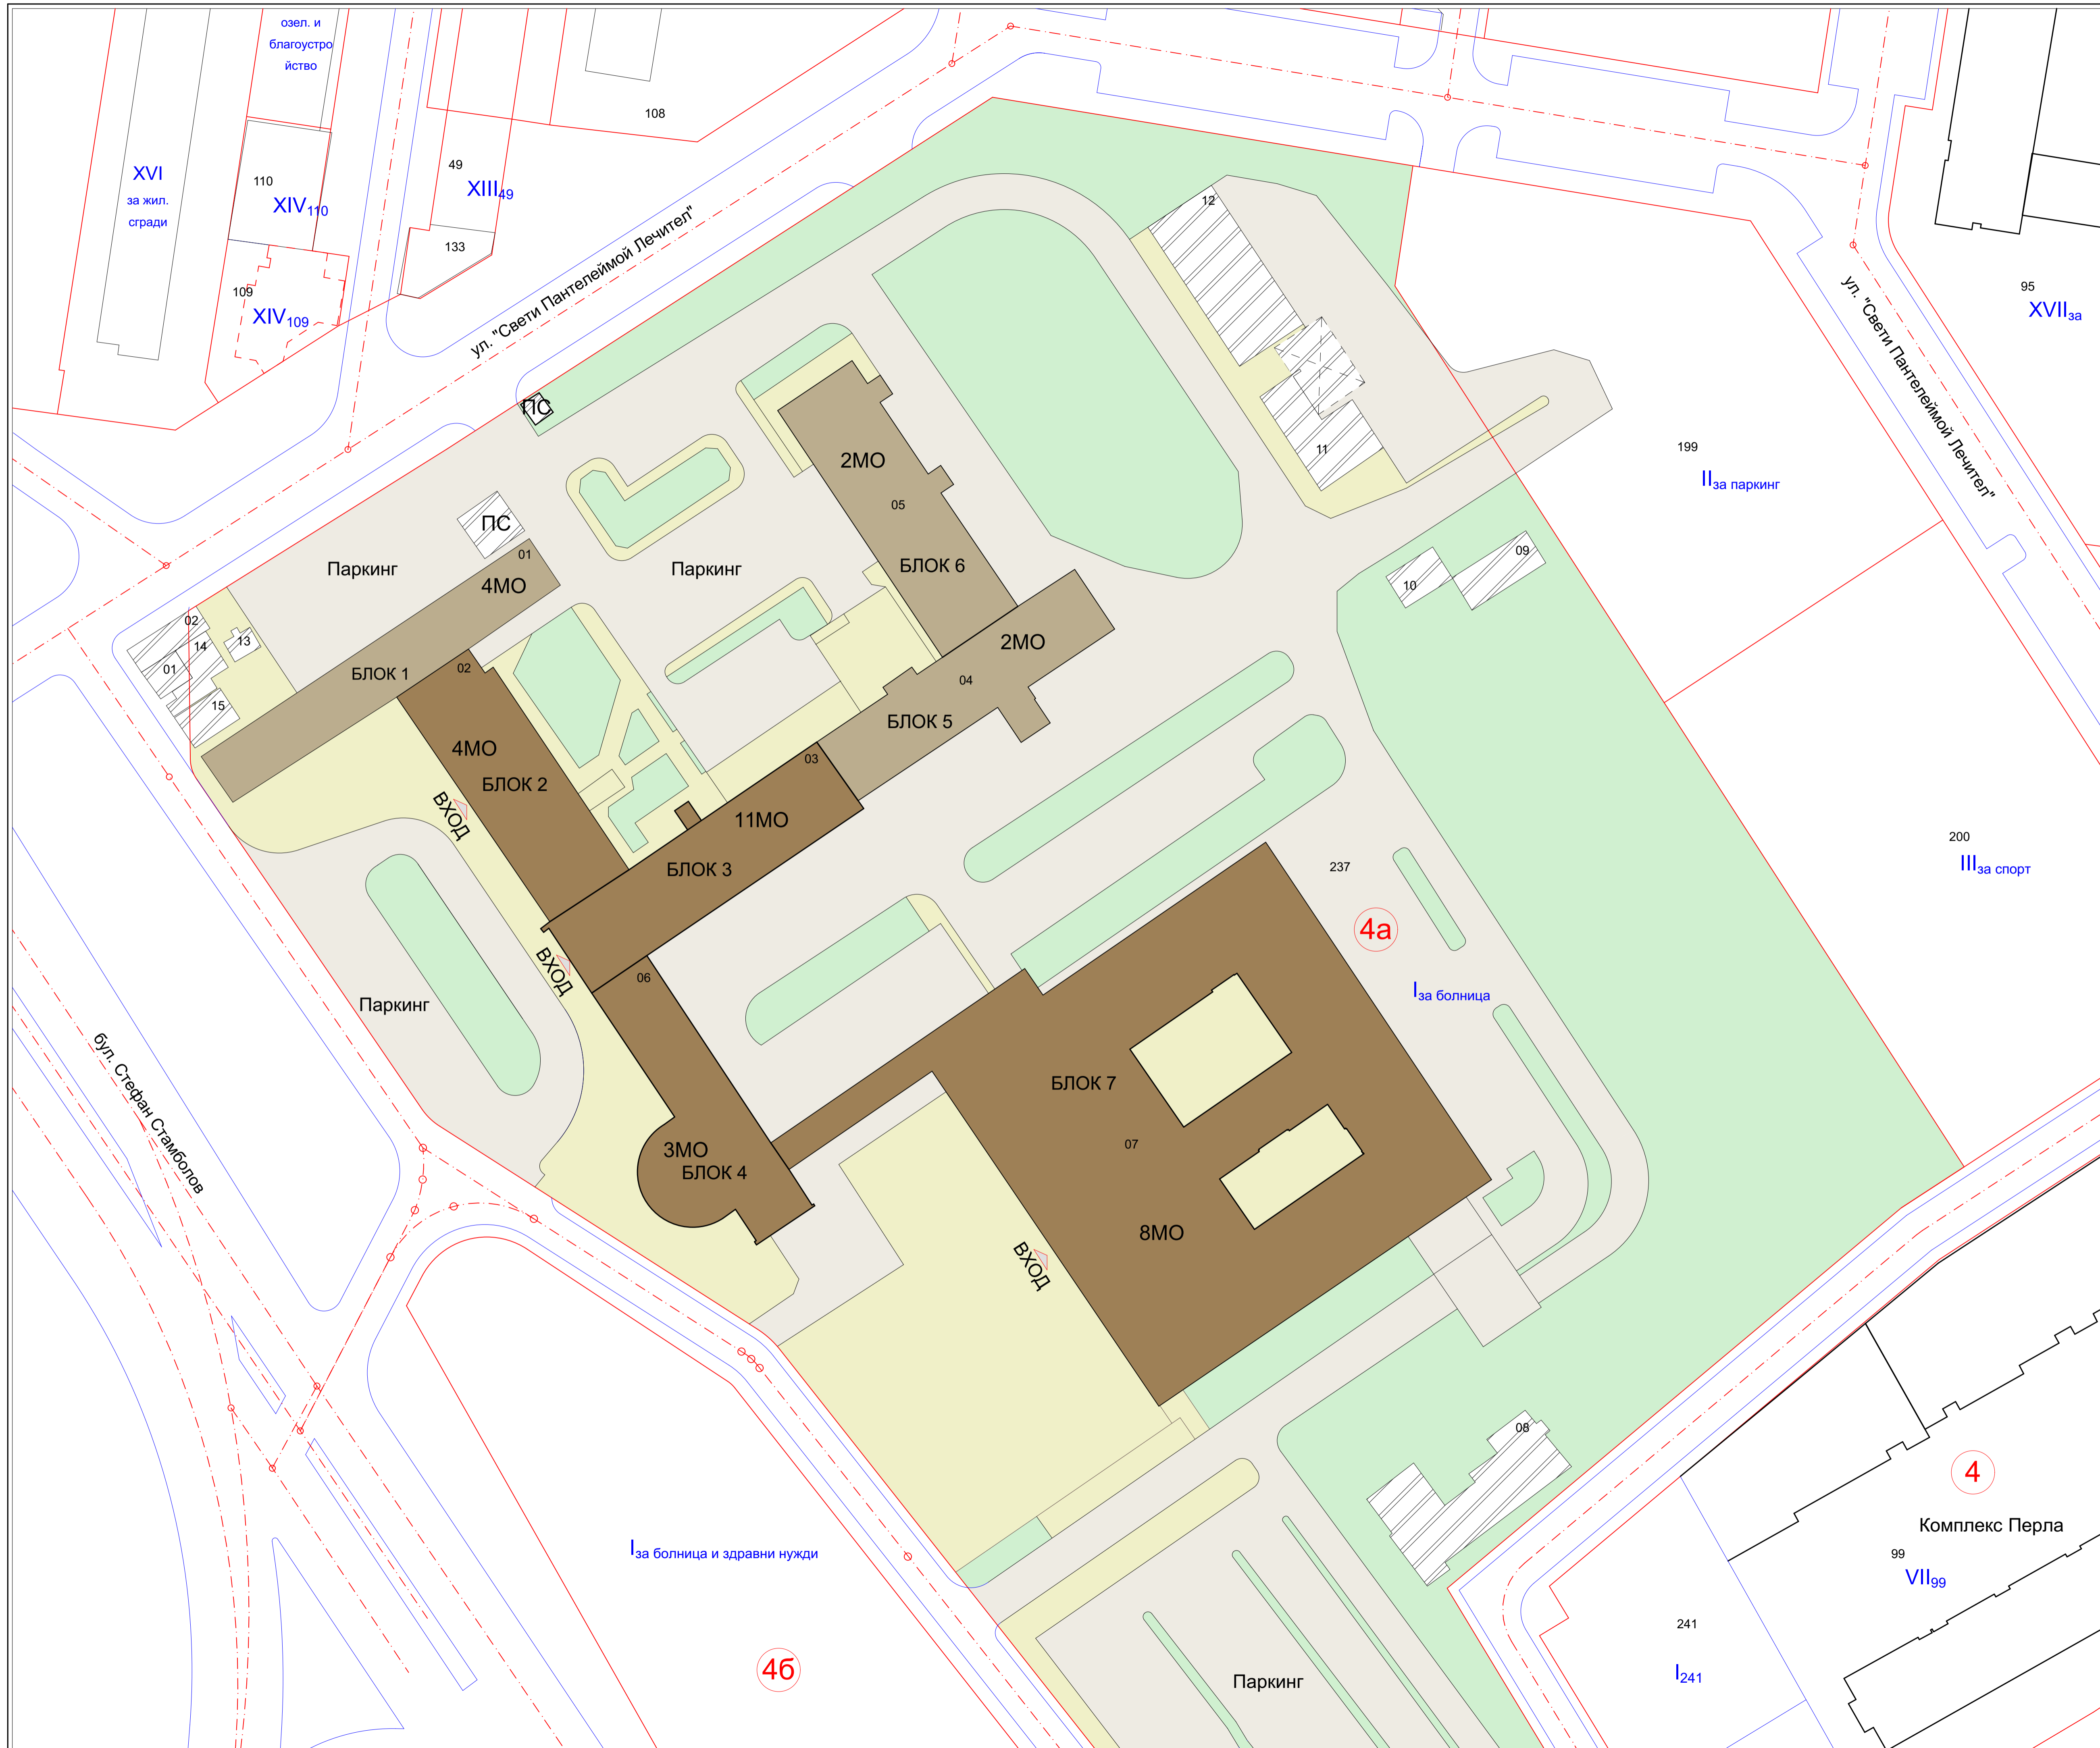 озел. и
благоустро
йство
108
XVI
за жил.
сгради
110
XIV110
49
XIII49
133
109
XIV109
ул. "Свети Пантелеймой Лечител"
12
11
ул. "Свети Пантелеймой Лечител"
95
XVIIза
ПС
2МО
05
БЛОК 6
199
IIза паркинг
ПС
01
4МО
Паркинг
Паркинг
09
10
02
14
13
01
15
БЛОК 1
02
2МО
04
БЛОК 5
4МО
БЛОК 2
ВХОД
03
11МО
БЛОК 3
237
4а
200
IIIза спорт
ВХОД
06
Паркинг
Iза болница
бул. Стефан Стамболов
БЛОК 7
07
3МО
БЛОК 4
8МО
ВХОД
08
4
Комплекс Перла
99
VII99
Iза болница и здравни нужди
241
I241
4б
Паркинг